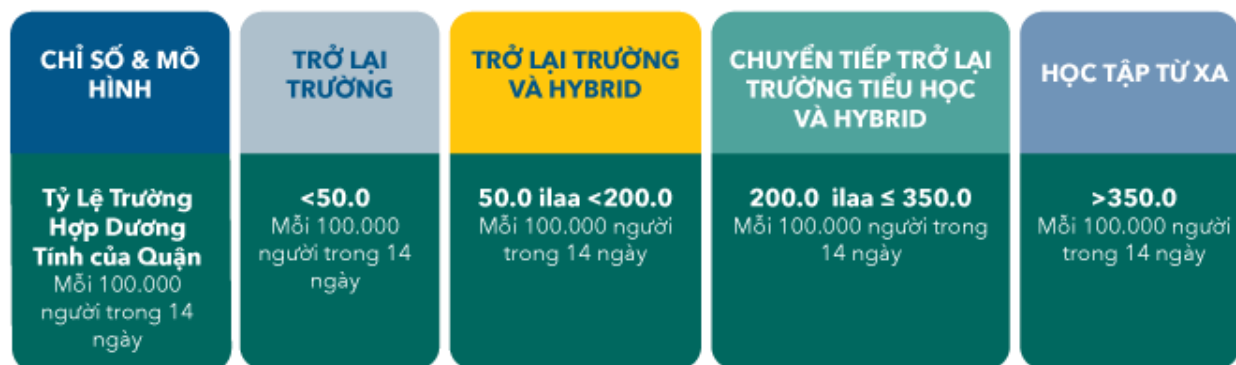 CHỈ SỐ & MÔ
HÌNH
TRỞ LẠI
TRƯỜNG
TRỞ LẠI TRƯỜNG
VÀ HYBRID
CHUYỂN TIẾP TRỞ LẠI
TRƯỜNG TIỂU HỌC
VÀ HYBRID
HỌC TẬP TỪ XA
Tỷ Lệ Trường
Hợp Dương
Tính của Quận
Mỗi 100.000
người trong 14
ngày
<50.0
Mỗi 100.000
người trong 14
ngày
50.0 ilaa <200.0
Mỗi 100.000 người
trong 14 ngày
200.0 ilaa ≤ 350.0
Mỗi 100.000 người trong
14 ngày
>350.0
Mỗi 100.000 người
trong 14 ngày